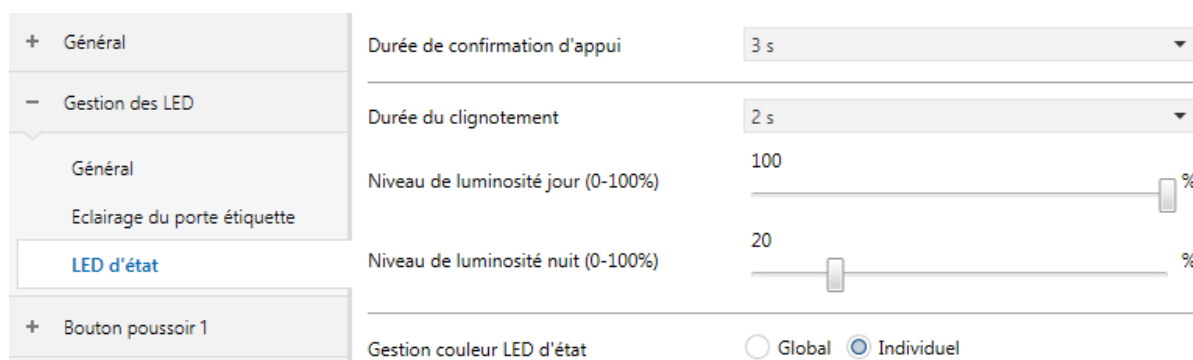 + Général
− Gestion des LED
Général
Eclairage du porte étiquette
LED d'état
+ Bouton poussoir 1
Durée de confirmation d'appui 3 s
Durée du clignotement 2 s
100
Niveau de luminosité jour (0-100%) %
20
Niveau de luminosité nuit (0-100%) %
Gestion couleur LED d'état Global Individuel